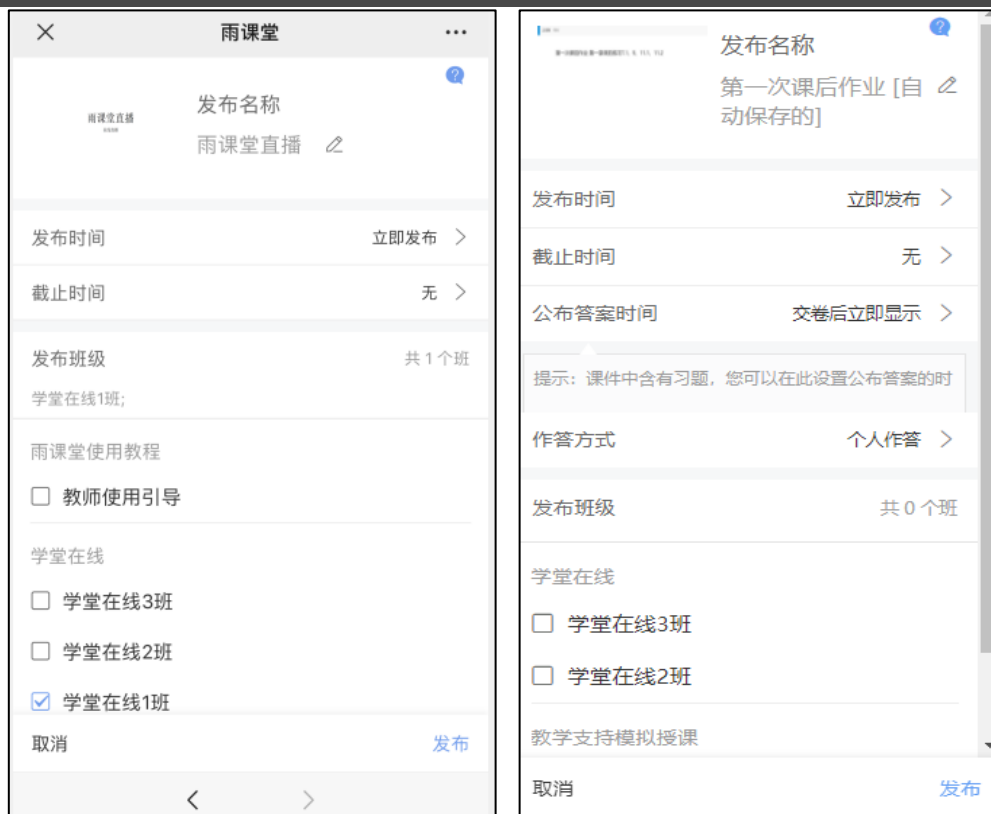 雨课堂
雨课堂直播
发布名称
雨课堂直播
发布时间
立即发布
截止时间
无
发布班级
共1个班
学堂在线1班;
雨课堂使用教程
教师使用引导
学堂在线
学堂在线3班
学堂在线2班
学堂在线1班
取消
发布
发布名称
第一次课后作业 [自
动保存的]
发布时间
立即发布
截止时间
无
公布答案时间
交卷后立即显示
提示：课件中含有习题，您可以在此设置公布答案的时
作答方式
个人作答
发布班级
共0个班
学堂在线
学堂在线3班
学堂在线2班
教学支持模拟授课
取消
发布